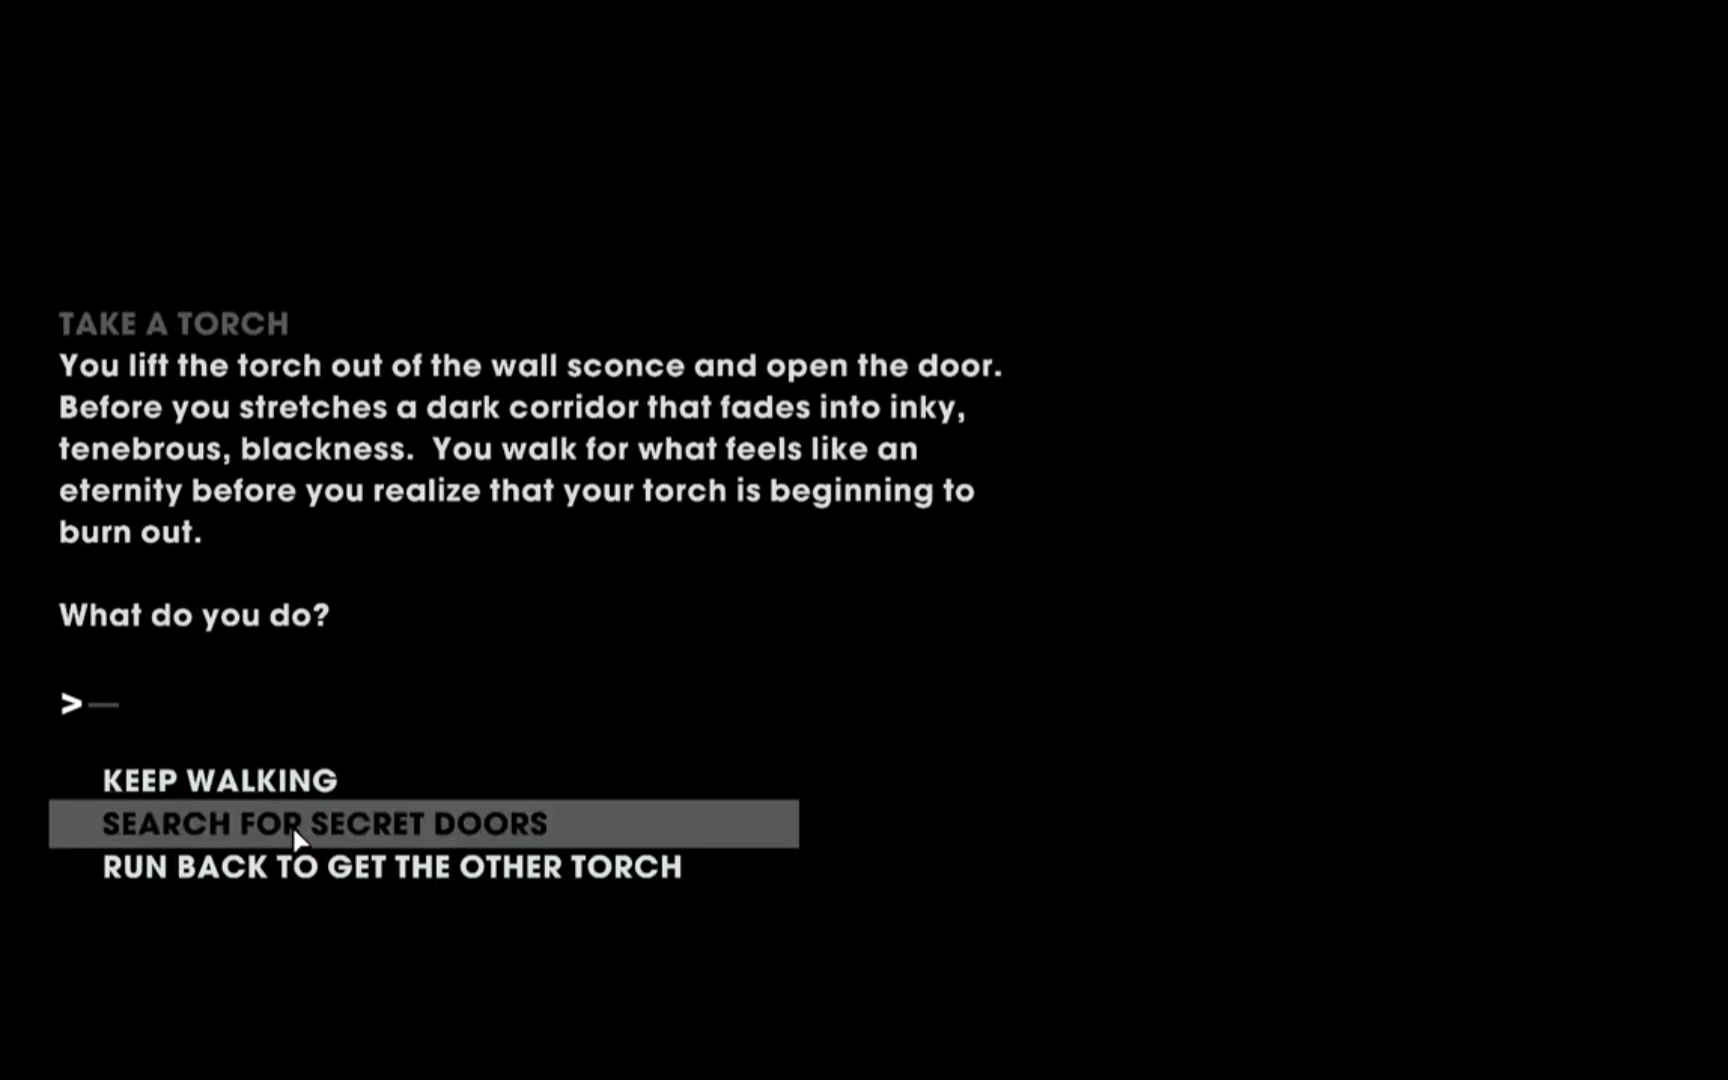 TAKE A TORCH
You lift the torch out of the wall sconce and open the door.
Before you stretches a dark corridor that fades into inky,
tenebrous, blackness.  You walk for what feels like an
eternity before you realize that your torch is beginning to
burn out.
What do you do?
>—
KEEP WALKING
SEARCH FOR SECRET DOORS
RUN BACK TO GET THE OTHER TORCH